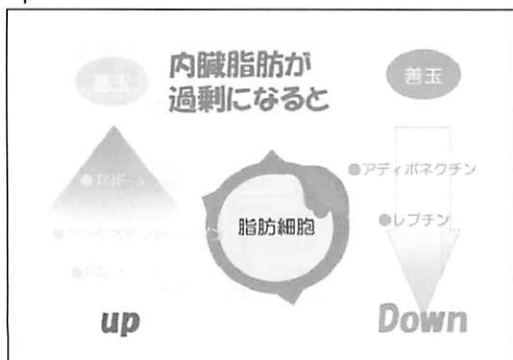 内臓脂肪が
過剰になると
悪玉
善玉
●アディポネクチン
●レプチン
脂肪細胞
up
Down